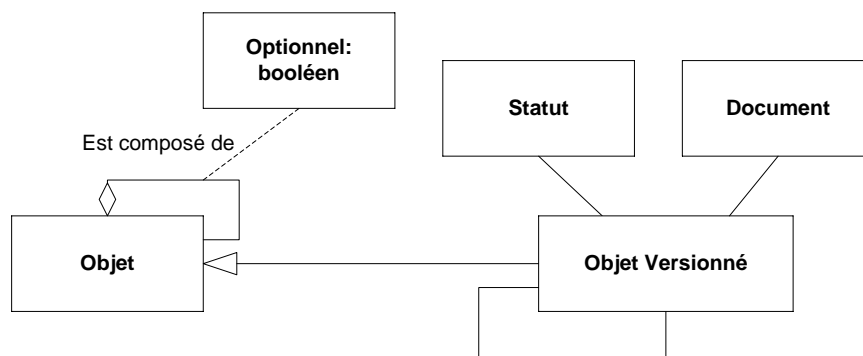 Optionnel:
booléen
Statut
Document
Est composé de
Objet
Objet Versionné